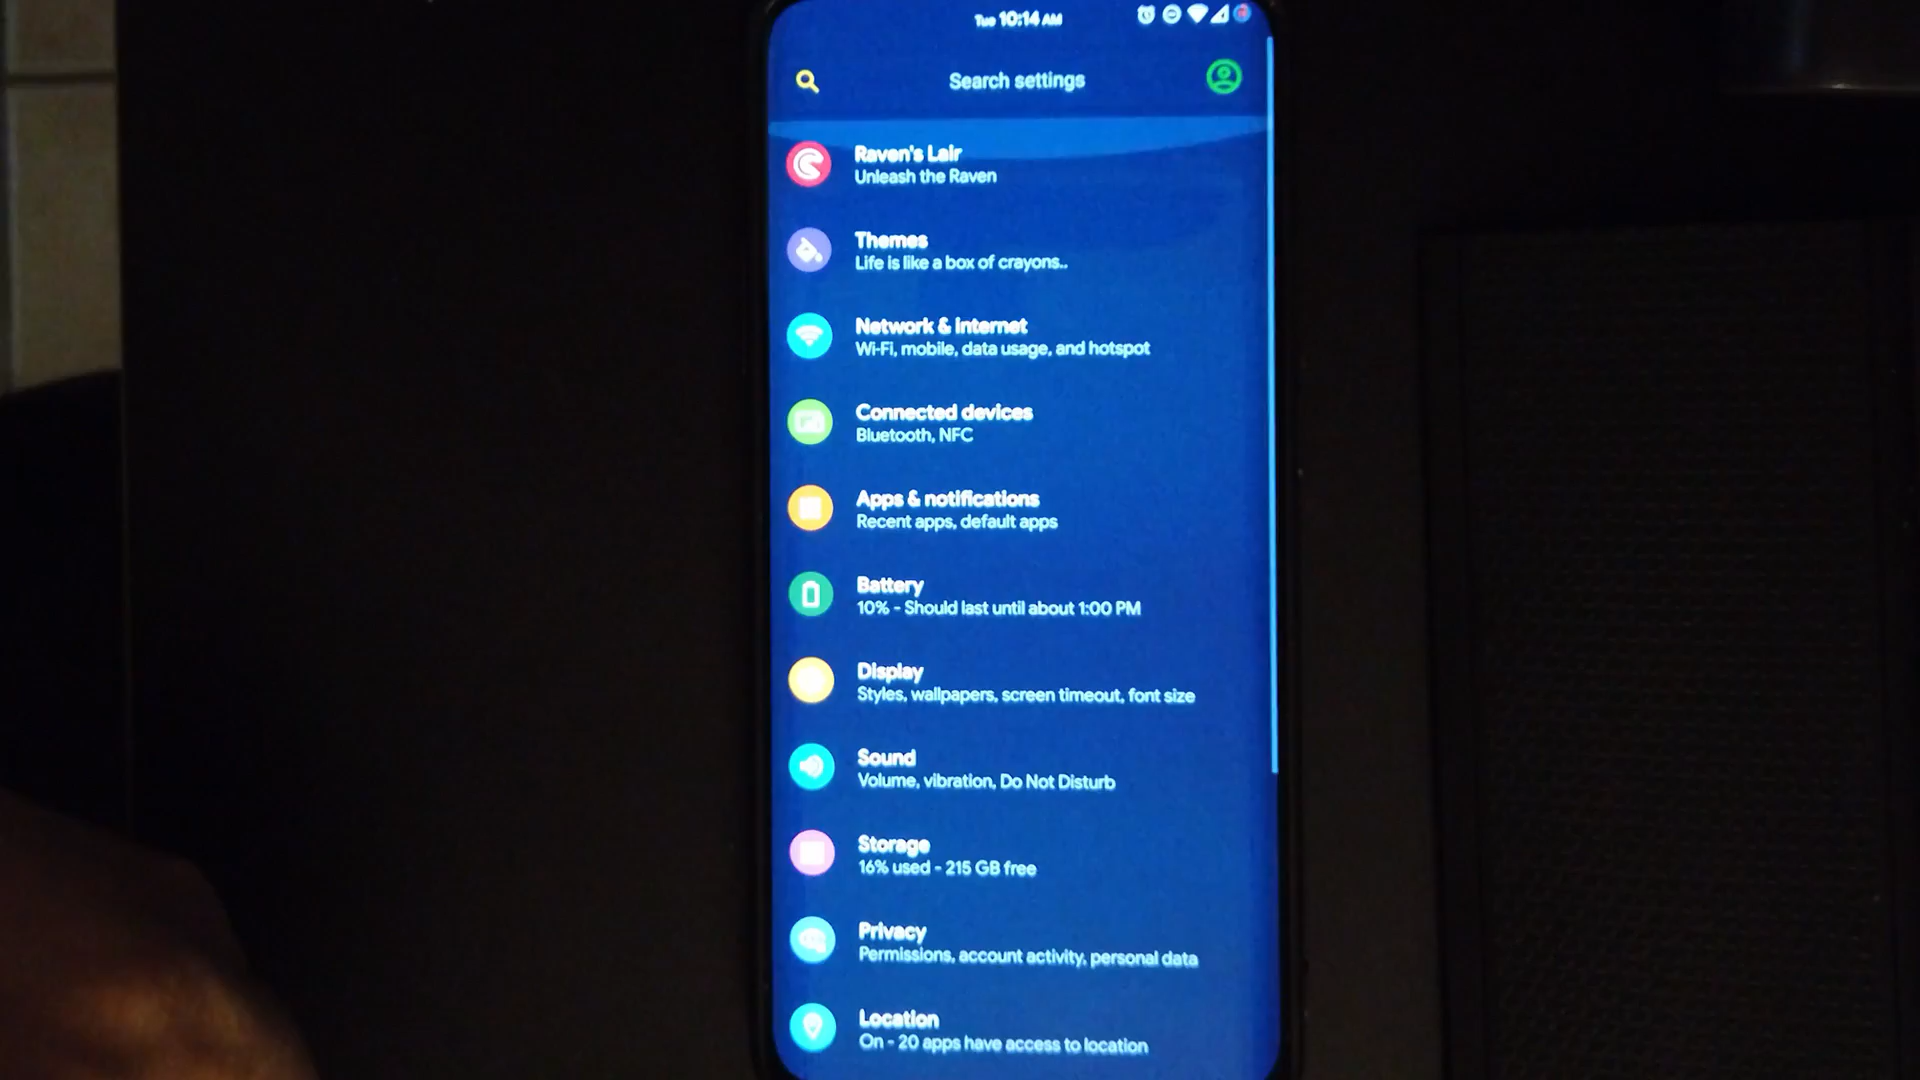 Tue 10:14 AM
Search settings
Raven's Lair
Unleash the Raven
Themes
Life is like a box of crayons..
Network & internet
Wi-Fi, mobile, data usage, and hotspot
Connected devices
Bluetooth, NFC
Apps & notifications
Recent apps, default apps
Battery
10% - Should last until about 1:00 PM
Display
Styles, wallpapers, screen timeout, font size
Sound
Volume, vibration, Do Not Disturb
Storage
16% used - 215 GB free
Privacy
Permissions, account activity, personal data
Location
On - 20 apps have access to location